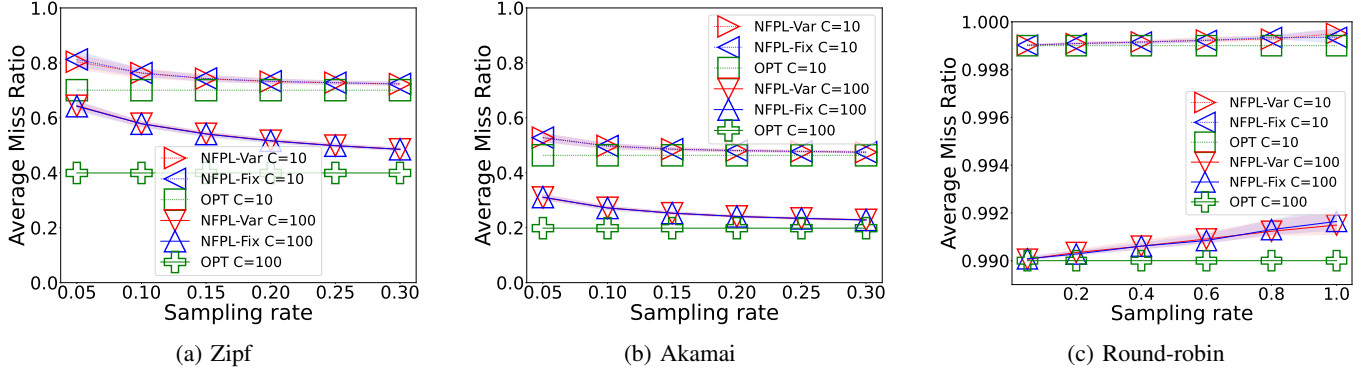 Average Miss Ratio
1.0
0.8
0.6
0.4
0.2
0.0
NFPL-Var C=10
NFPL-Fix C=10
OPT C=10
NFPL-Var C=100
NFPL-Fix C=100
OPT C=100
0.05 0.10 0.15 0.20 0.25 0.30
Sampling rate
(a) Zipf
Average Miss Ratio
1.0
0.8
0.6
0.4
0.2
0.0
NFPL-Var C=10
NFPL-Fix C=10
OPT C=10
NFPL-Var C=100
NFPL-Fix C=100
OPT C=100
0.05 0.10 0.15 0.20 0.25 0.30
Sampling rate
(b) Akamai
Average Miss Ratio
1.000
0.998
0.996
0.994
0.992
0.990
NFPL-Var C=10
NFPL-Fix C=10
OPT C=10
NFPL-Var C=100
NFPL-Fix C=100
OPT C=100
0.2 0.4 0.6 0.8 1.0
Sampling rate
(c) Round-robin